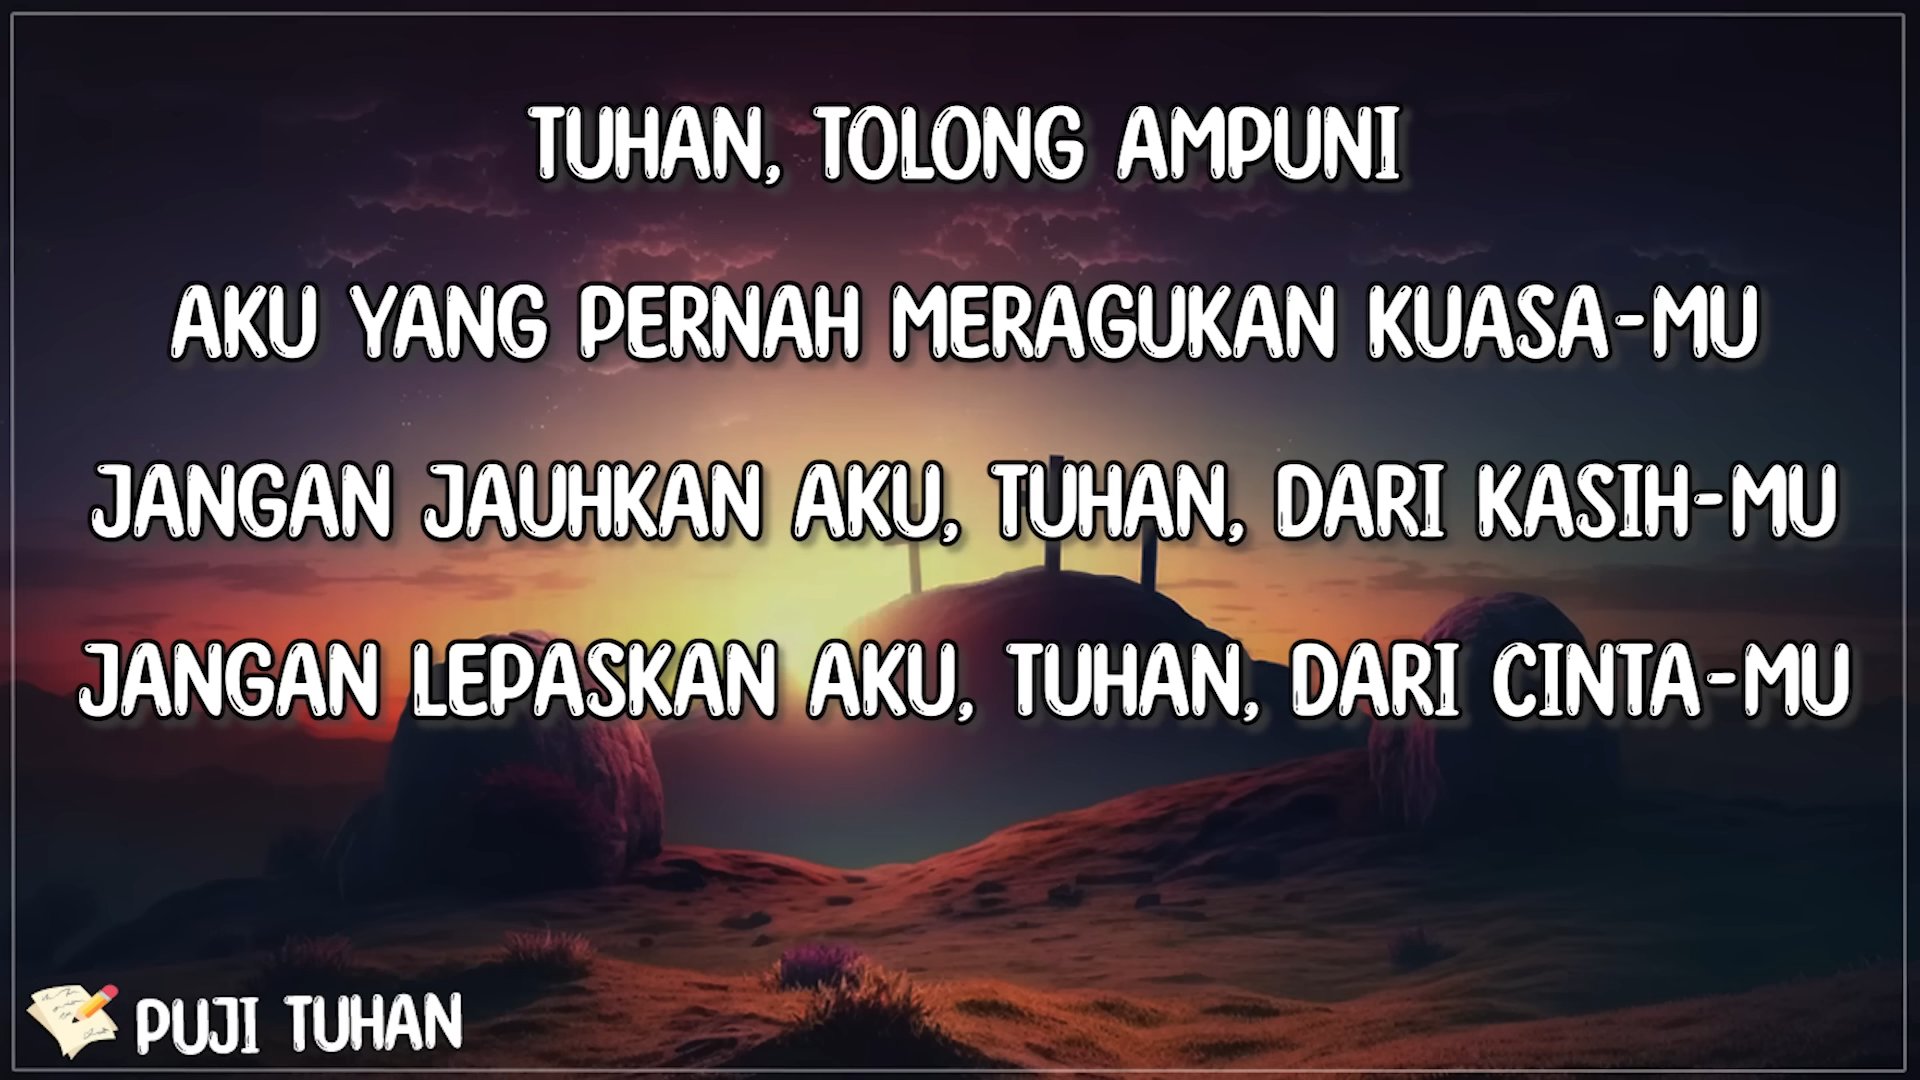 TUHAN, TOLONG AMPUNI
AKU YANG PERNAH MERAGUKAN KUASA-MU
JANGAN JAUHKAN AKU, TUHAN, DARI KASIH-MU
JANGAN LEPASKAN AKU, TUHAN, DARI CINTA-MU
PUJI TUHAN